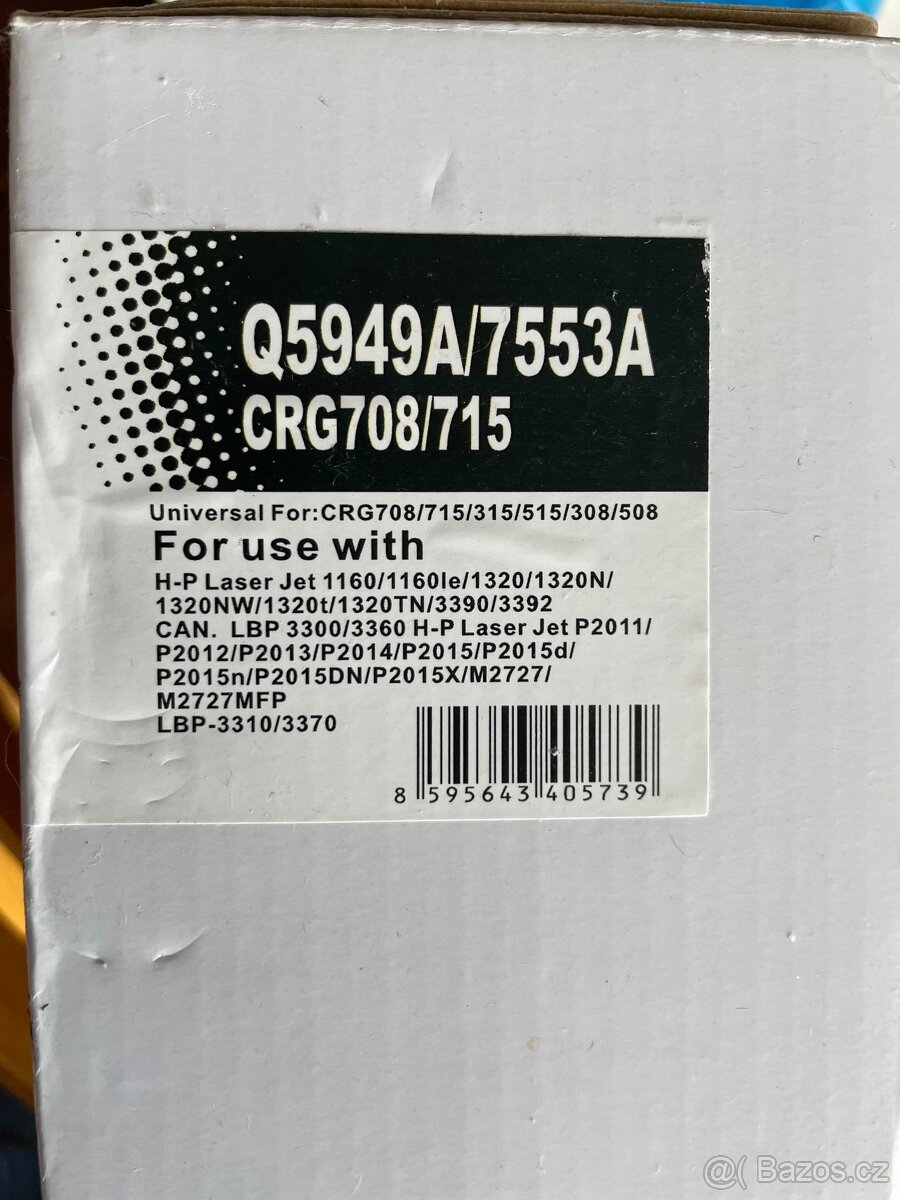 Q5949A/7553A
CRG708/715
Universal For:CRG708/715/315/515/308/508
For use with
H-P Laser Jet 1160/1160le/1320/1320N/
1320NW/1320t/1320TN/3390/3392
CAN. LBP 3300/3360 H-P Laser Jet P2011/
P2012/P2013/P2014/P2015/P2015d/
P2015n/P2015DN/P2015X/M2727/
M2727MFP
LBP-3310/3370
8 595643 405739
@( Bazos.cz